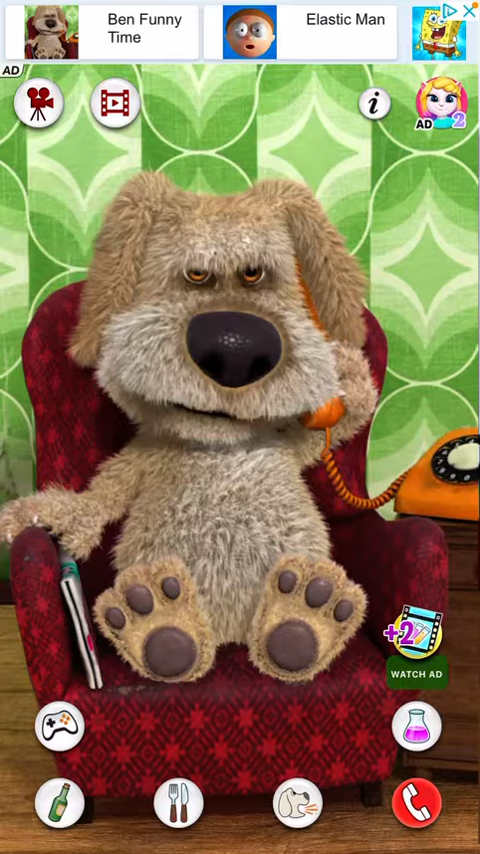 Ben Funny
Time
Elastic Man
AD
i
AD 2
+2
WATCH AD